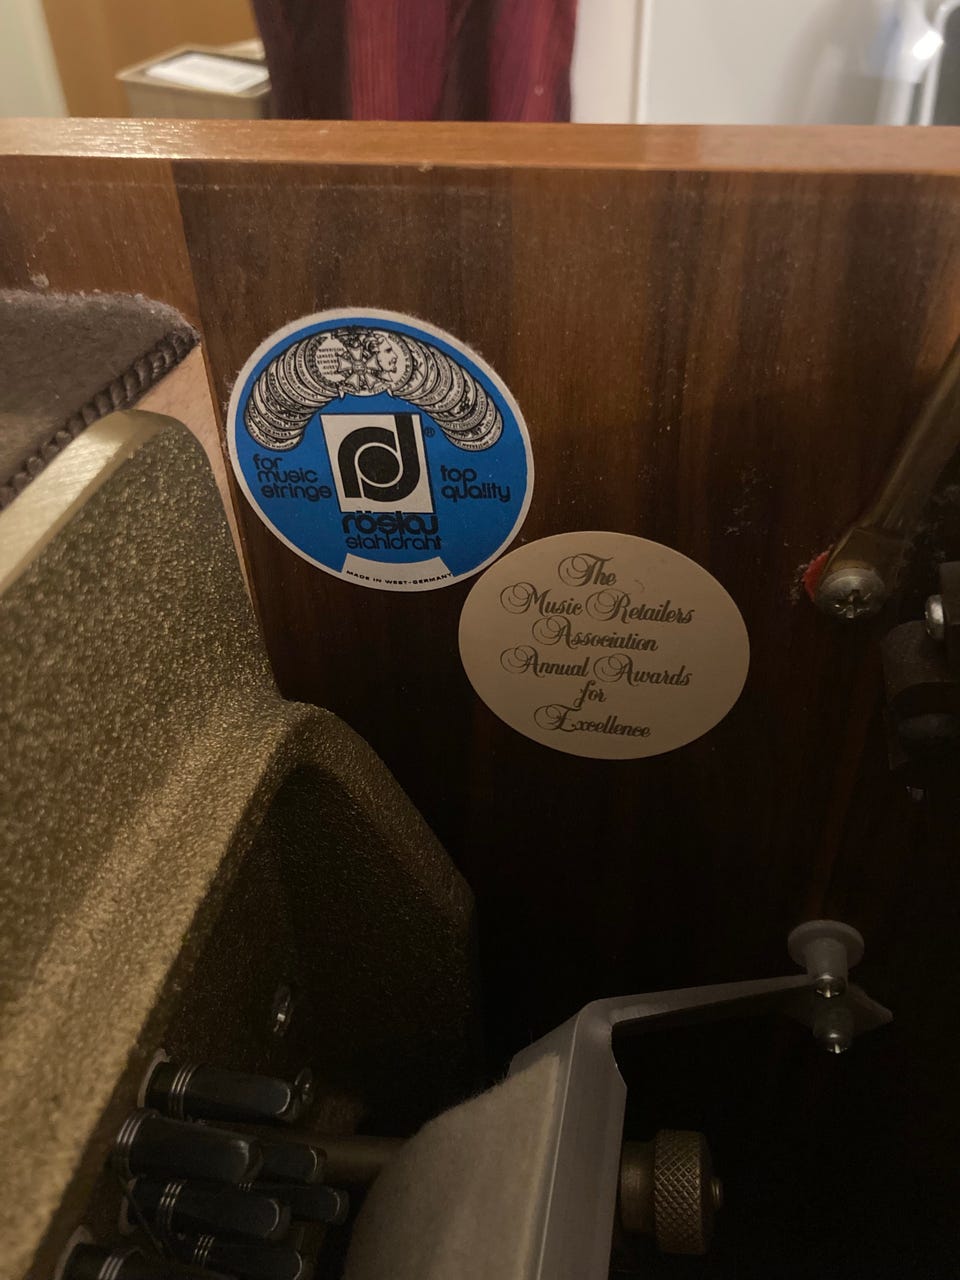 for
music
strings
®
top
quality
röslau
stahldraht
MADE IN WEST-GERMANY
The
Music Retailers
Association
Annual Awards
for
Excellence